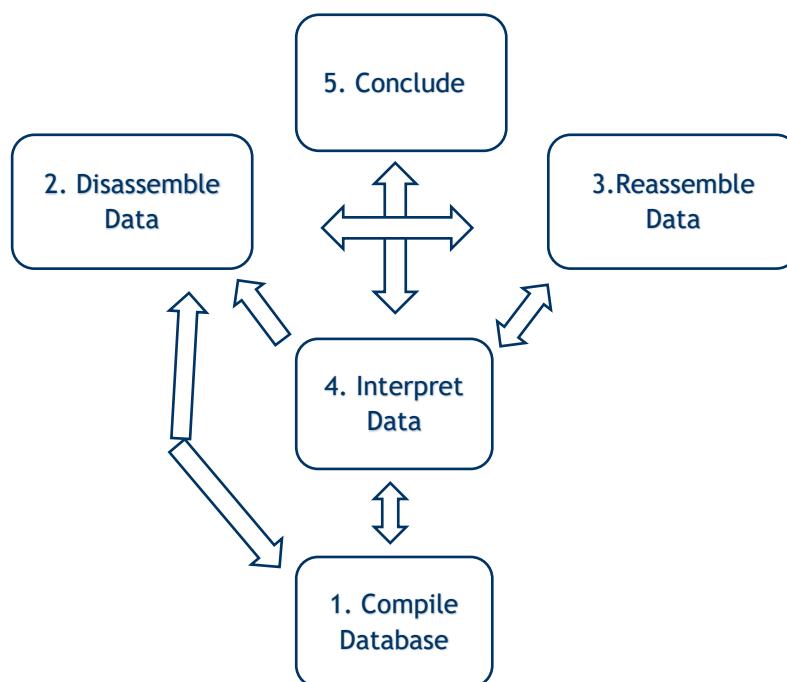 5. Conclude
2. Disassemble
Data
3.Reassemble
Data
4. Interpret
Data
1. Compile
Database